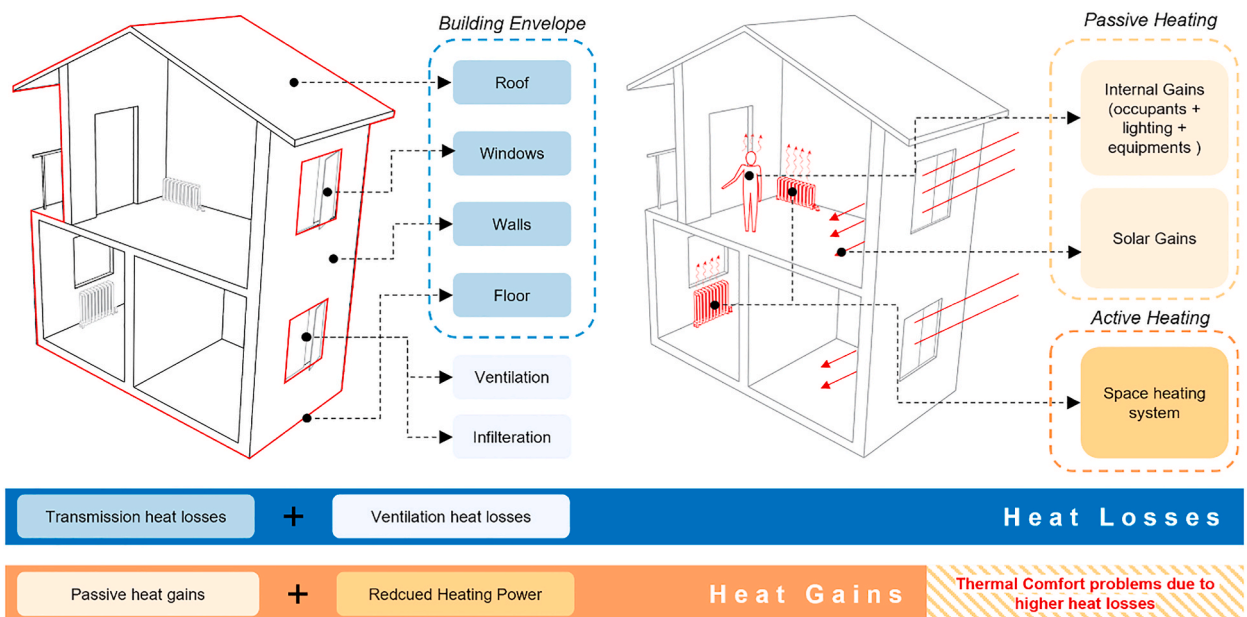 Building Envelope
Roof
Windows
Walls
Floor
Ventilation
Infilteration
Passive Heating
Internal Gains
(occupants +
lighting +
equipments )
Solar Gains
Active Heating
Space heating
system
Transmission heat losses
+
Ventilation heat losses
Heat Losses
Passive heat gains
+
Redcued Heating Power
Heat Gains
Thermal Comfort problems due to
higher heat losses